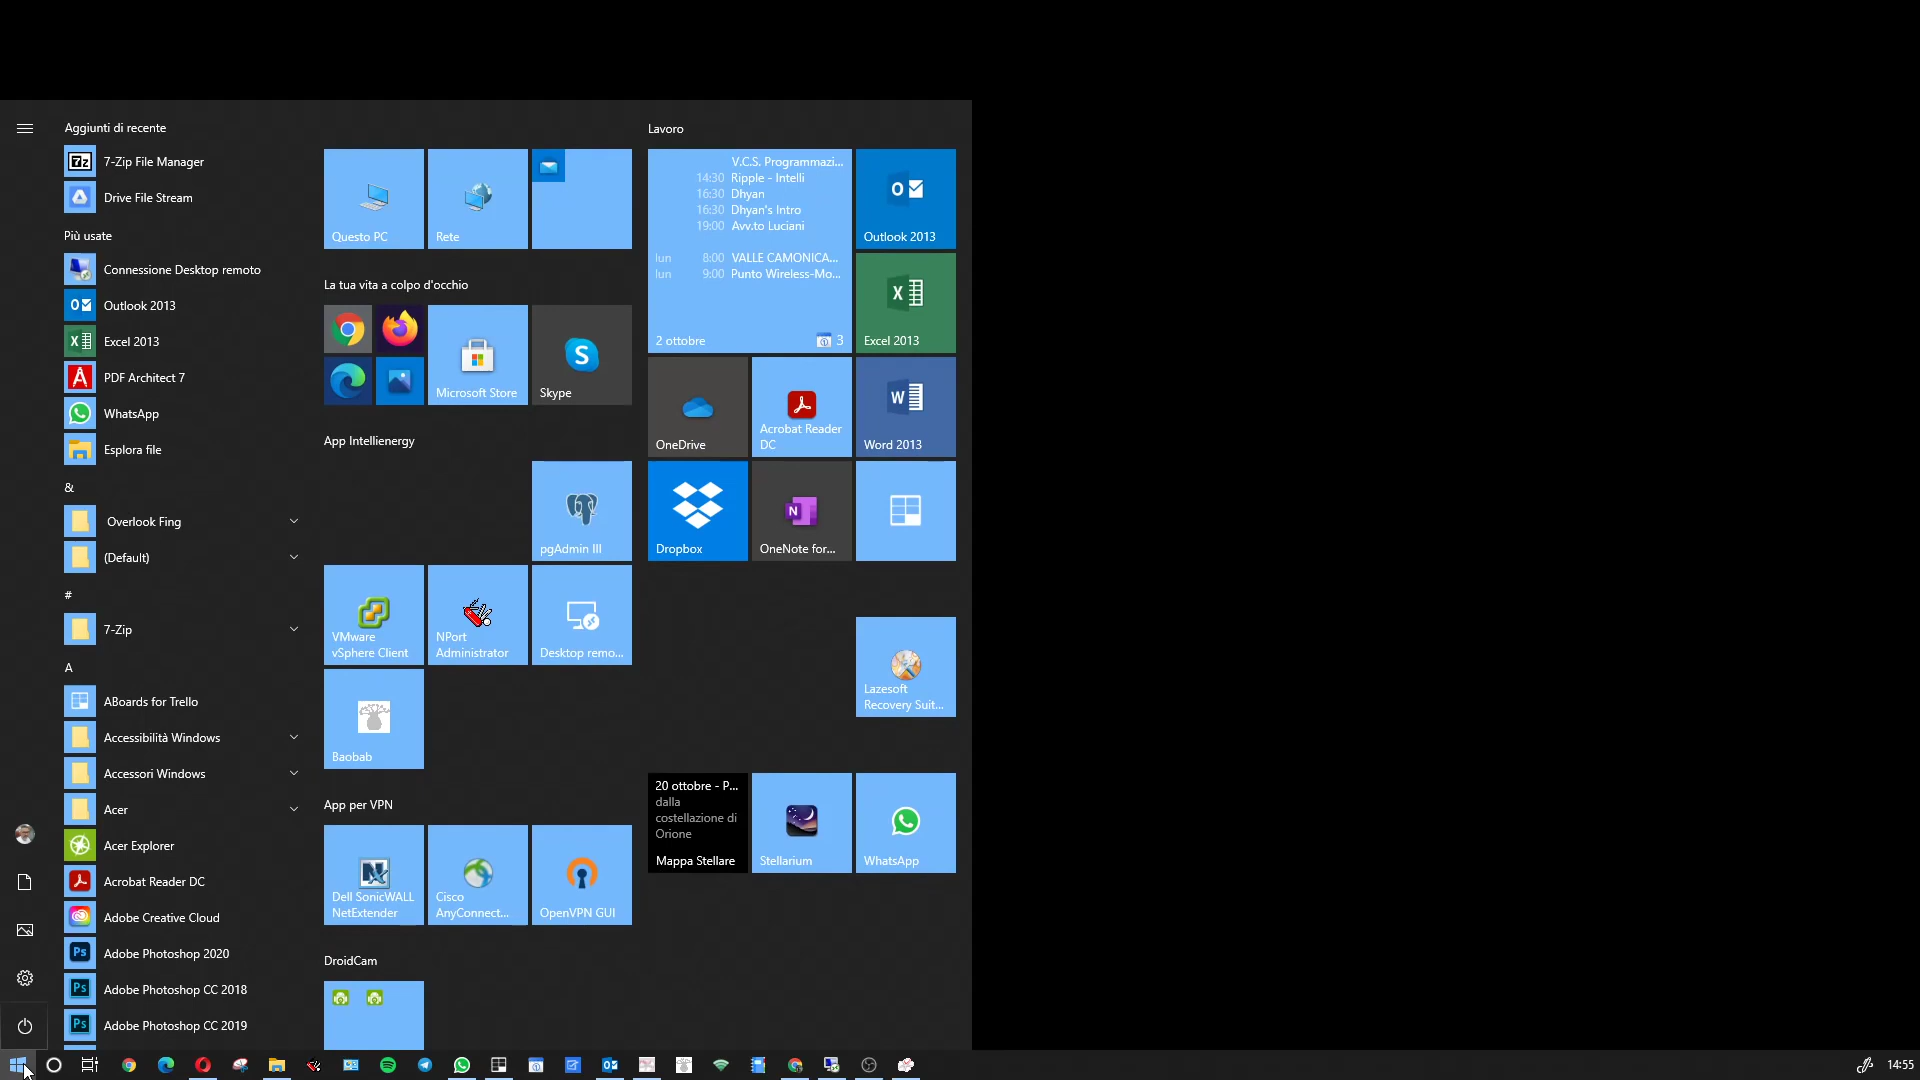 Aggiunti di recente
7-Zip File Manager
Drive File Stream
Più usate
Connessione Desktop remoto
Outlook 2013
Excel 2013
PDF Architect 7
WhatsApp
Esplora file
&
Overlook Fing
(Default)
#
7-Zip
A
ABoards for Trello
Accessibilità Windows
Accessori Windows
Acer
Acer Explorer
Acrobat Reader DC
Adobe Creative Cloud
Adobe Photoshop 2020
Adobe Photoshop CC 2018
Adobe Photoshop CC 2019
Questo PC
Rete
La tua vita a colpo d'occhio
Microsoft Store
Skype
App Intellienergy
pgAdmin III
VMware
vSphere Client
NPort
Administrator
Desktop remo...
Baobab
App per VPN
Dell SonicWALL
NetExtender
Cisco
AnyConnect...
OpenVPN GUI
DroidCam
Lavoro
V.C.S. Programmazi...
14:30 Ripple - Intelli
16:30 Dhyan
16:30 Dhyan's Intro
19:00 Avv.to Luciani
lun 8:00 VALLE CAMONICA...
lun 9:00 Punto Wireless-Mo...
2 ottobre 3
Outlook 2013
Excel 2013
OneDrive
Acrobat Reader
DC
Word 2013
Dropbox
OneNote for...
Lazesoft
Recovery Suit...
20 ottobre - P...
dalla
costellazione di
Orione
Mappa Stellare
Stellarium
WhatsApp
14:55